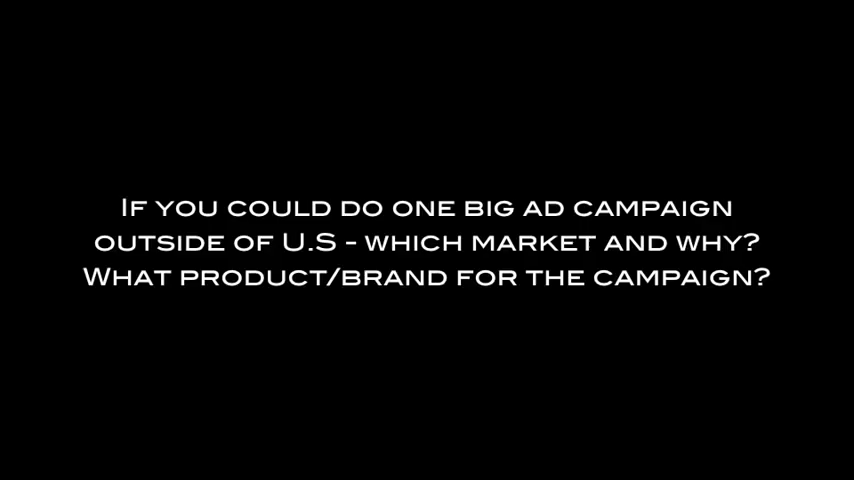 If you could do one big ad campaign
outside of U.S - which market and why?
What product/brand for the campaign?